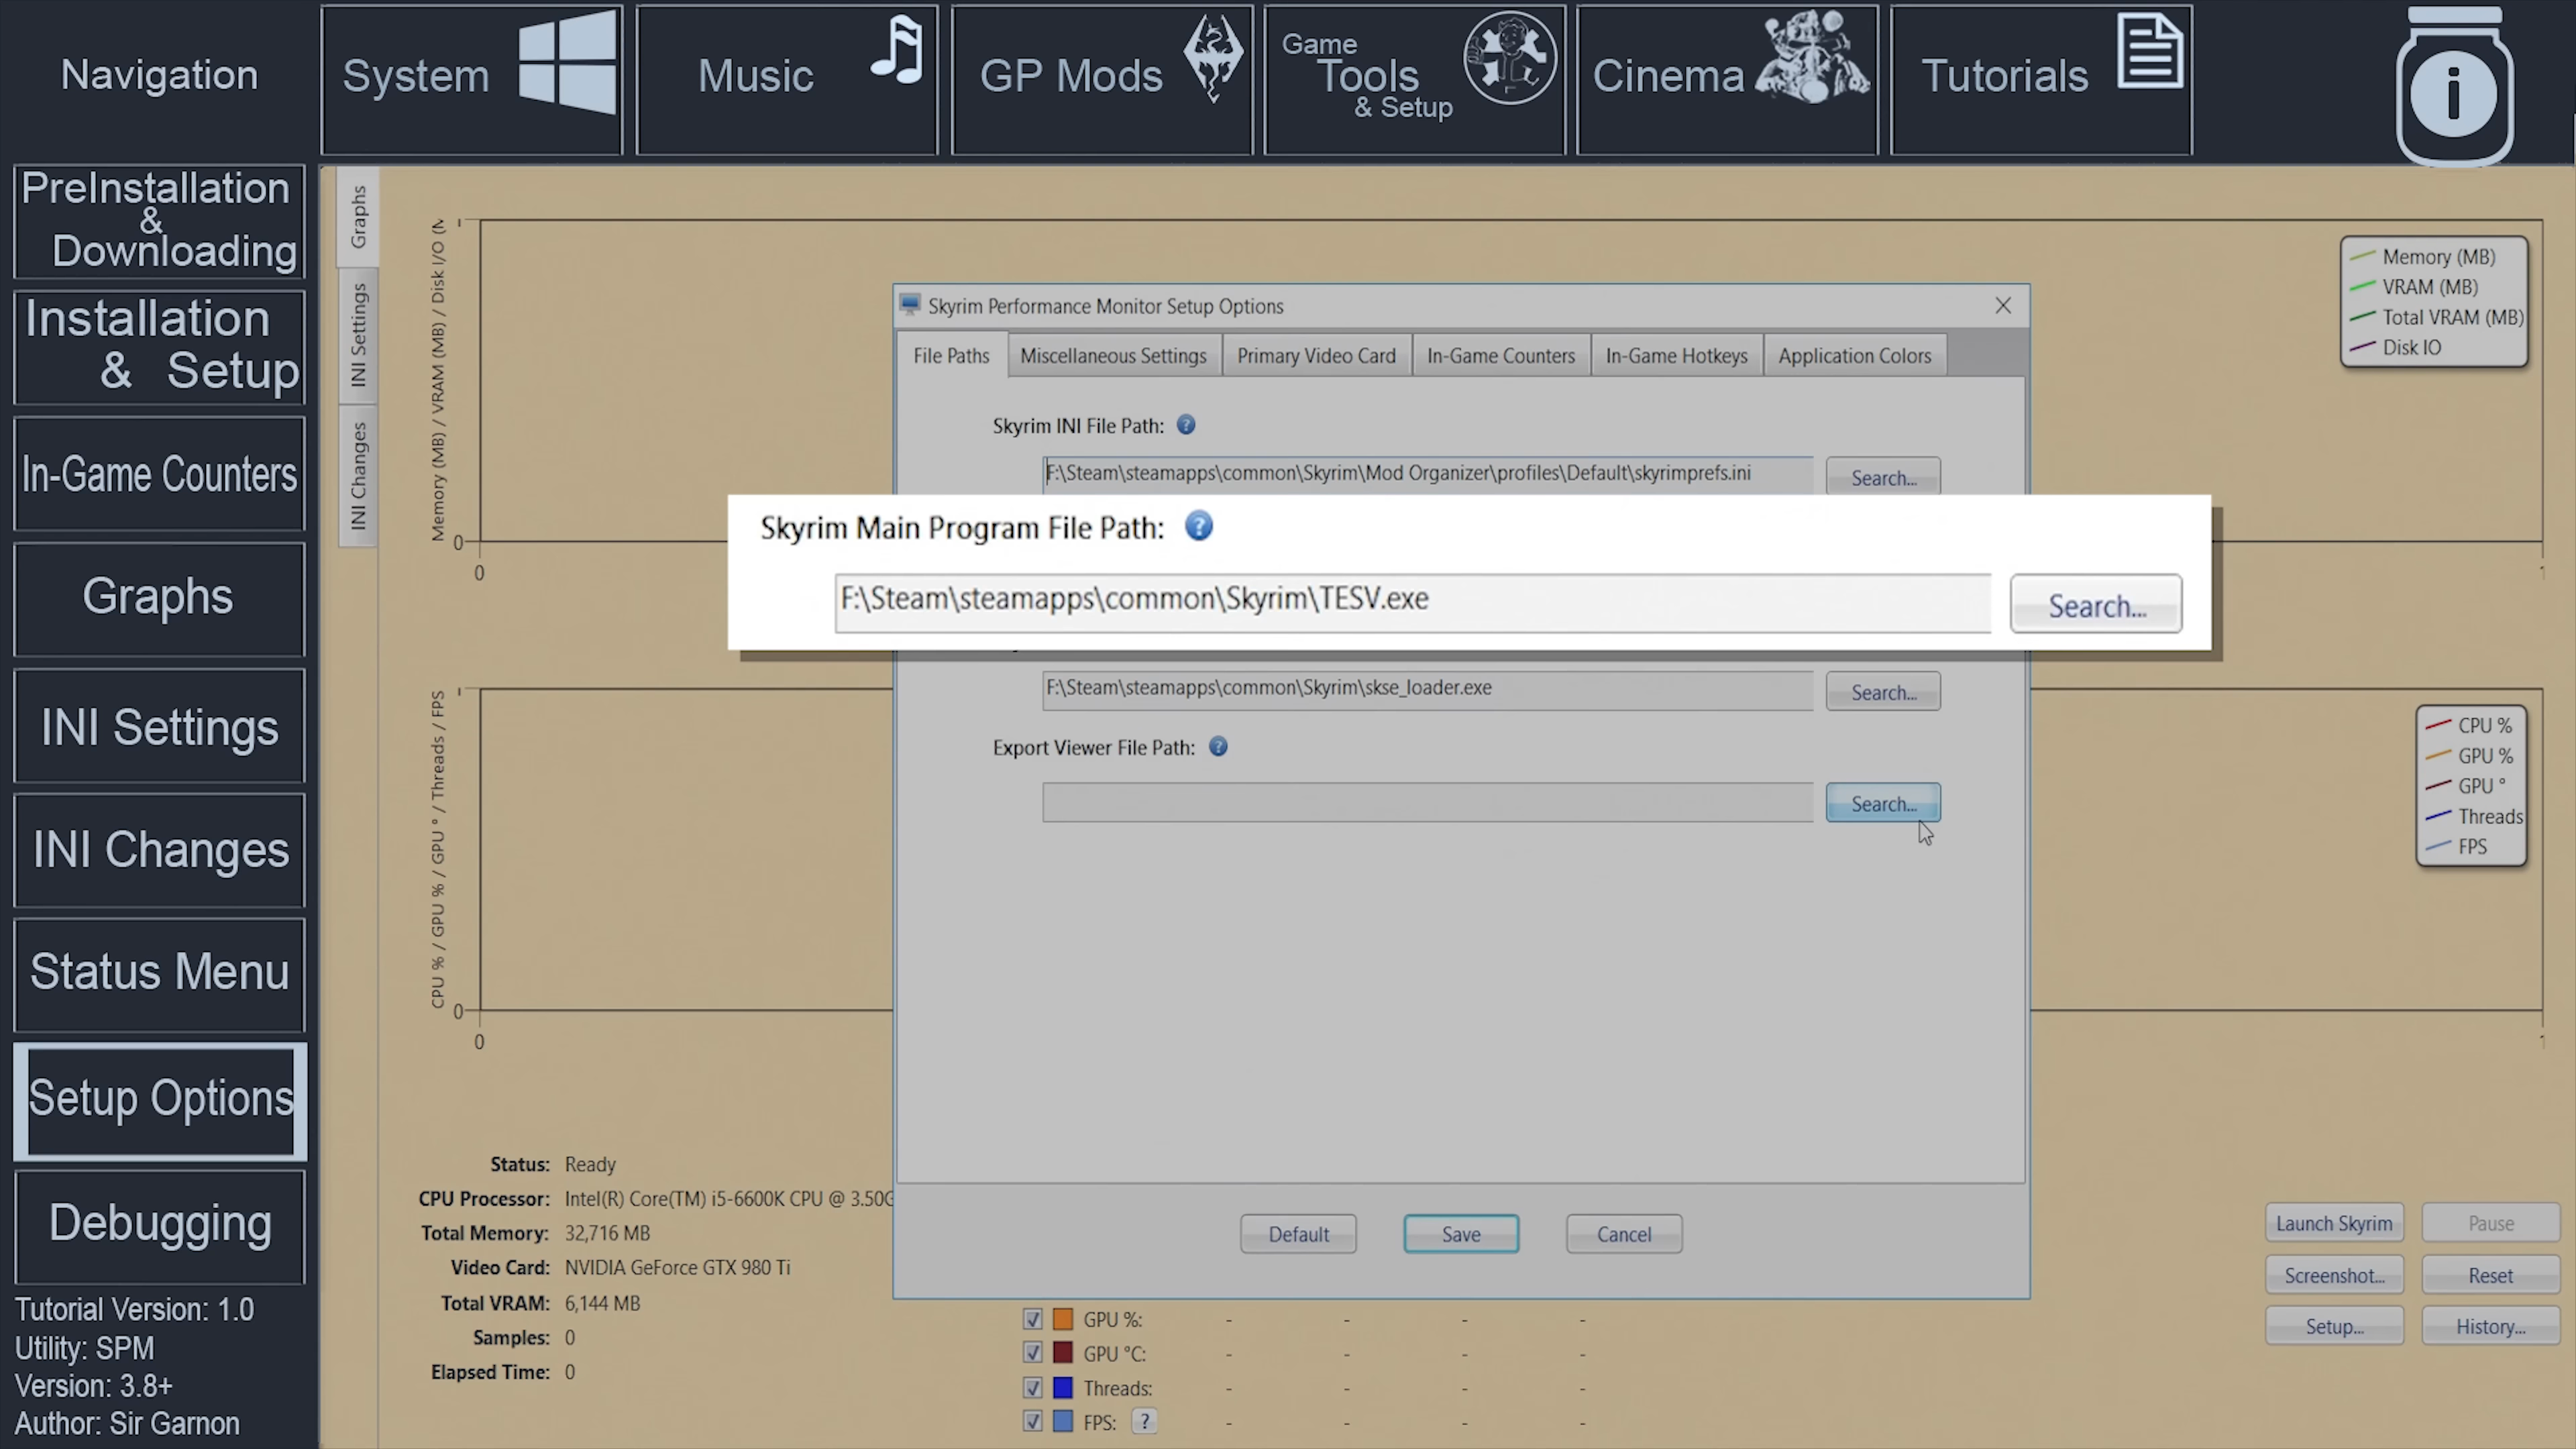 Navigation
System
Music
GP Mods
Game
Tools
& Setup
Cinema
Tutorials
i
PreInstallation
&
Downloading
Installation
& Setup
In-Game Counters
Graphs
INI Settings
INI Changes
Status Menu
Setup Options
Debugging
Tutorial Version: 1.0
Utility: SPM
Version: 3.8+
Author: Sir Garnon
Graphs
INI Settings
INI Changes
Memory (MB) / VRAM (MB) / Disk I/O (M
1
0
0
1
Memory (MB)
VRAM (MB)
Total VRAM (MB)
Disk IO
CPU % / GPU % / GPU ° / Threads / FPS
1
0
0
1
CPU %
GPU %
GPU °
Threads
FPS
Skyrim Performance Monitor Setup Options
File Paths
Miscellaneous Settings
Primary Video Card
In-Game Counters
In-Game Hotkeys
Application Colors
Skyrim INI File Path: ?
F:\Steam\steamapps\common\Skyrim\Mod Organizer\profiles\Default\skyrimprefs.ini
Search...
Skyrim Main Program File Path: ?
F:\Steam\steamapps\common\Skyrim\TESV.exe
Search...
F:\Steam\steamapps\common\Skyrim\skse_loader.exe
Search...
Export Viewer File Path: ?
Search...
Default
Save
Cancel
Status: Ready
CPU Processor: Intel(R) Core(TM) i5-6600K CPU @ 3.50G
Total Memory: 32,716 MB
Video Card: NVIDIA GeForce GTX 980 Ti
Total VRAM: 6,144 MB
Samples: 0
Elapsed Time: 0
GPU %: - - - -
GPU °C: - - - -
Threads: - - - -
FPS: ? - - - -
Launch Skyrim
Pause
Screenshot...
Reset
Setup...
History...